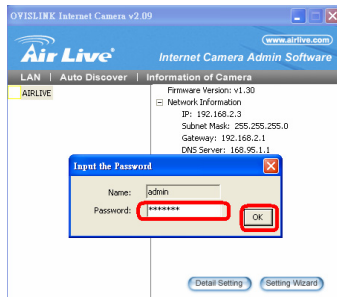 OVISLINK Internet Camera v2.09
Air Live
www.airlive.com
Internet Camera Admin Software
LAN | Auto Discover | Information of Camera
AIRLIVE
Firmware Version: v1.30
Network Information
IP: 192.168.2.3
Subnet Mask: 255.255.255.0
Gateway: 192.168.2.1
DNS Server: 168.95.1.1
Input the Password
Name: admin
Password: *******
OK
Detail Setting
Setting Wizard